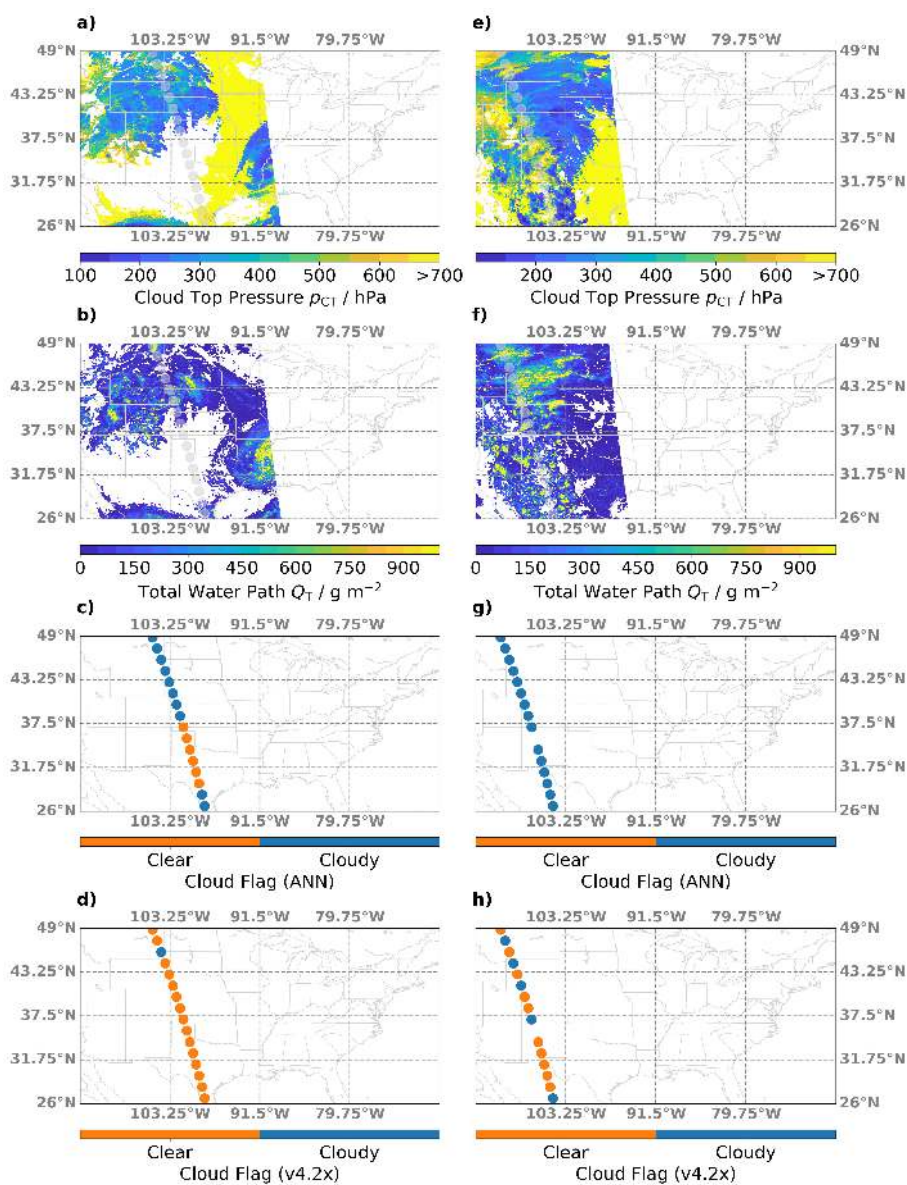 a)
103.25°W 91.5°W 79.75°W
49°N
43.25°N
37.5°N
31.75°N
26°N
103.25°W 91.5°W 79.75°W
100 200 300 400 500 600 >700
Cloud Top Pressure pCT / hPa
e)
103.25°W 91.5°W 79.75°W
49°N
43.25°N
37.5°N
31.75°N
26°N
103.25°W 91.5°W 79.75°W
200 300 400 500 600 >700
Cloud Top Pressure pCT / hPa
b)
103.25°W 91.5°W 79.75°W
49°N
43.25°N
37.5°N
31.75°N
26°N
103.25°W 91.5°W 79.75°W
0 150 300 450 600 750 900
Total Water Path QT / g m−2
f)
103.25°W 91.5°W 79.75°W
49°N
43.25°N
37.5°N
31.75°N
26°N
103.25°W 91.5°W 79.75°W
0 150 300 450 600 750 900
Total Water Path QT / g m−2
c)
103.25°W 91.5°W 79.75°W
49°N
43.25°N
37.5°N
31.75°N
26°N
103.25°W 91.5°W 79.75°W
Clear Cloudy
Cloud Flag (ANN)
g)
103.25°W 91.5°W 79.75°W
49°N
43.25°N
37.5°N
31.75°N
26°N
103.25°W 91.5°W 79.75°W
Clear Cloudy
Cloud Flag (ANN)
d)
103.25°W 91.5°W 79.75°W
49°N
43.25°N
37.5°N
31.75°N
26°N
103.25°W 91.5°W 79.75°W
Clear Cloudy
Cloud Flag (v4.2x)
h)
103.25°W 91.5°W 79.75°W
49°N
43.25°N
37.5°N
31.75°N
26°N
103.25°W 91.5°W 79.75°W
Clear Cloudy
Cloud Flag (v4.2x)